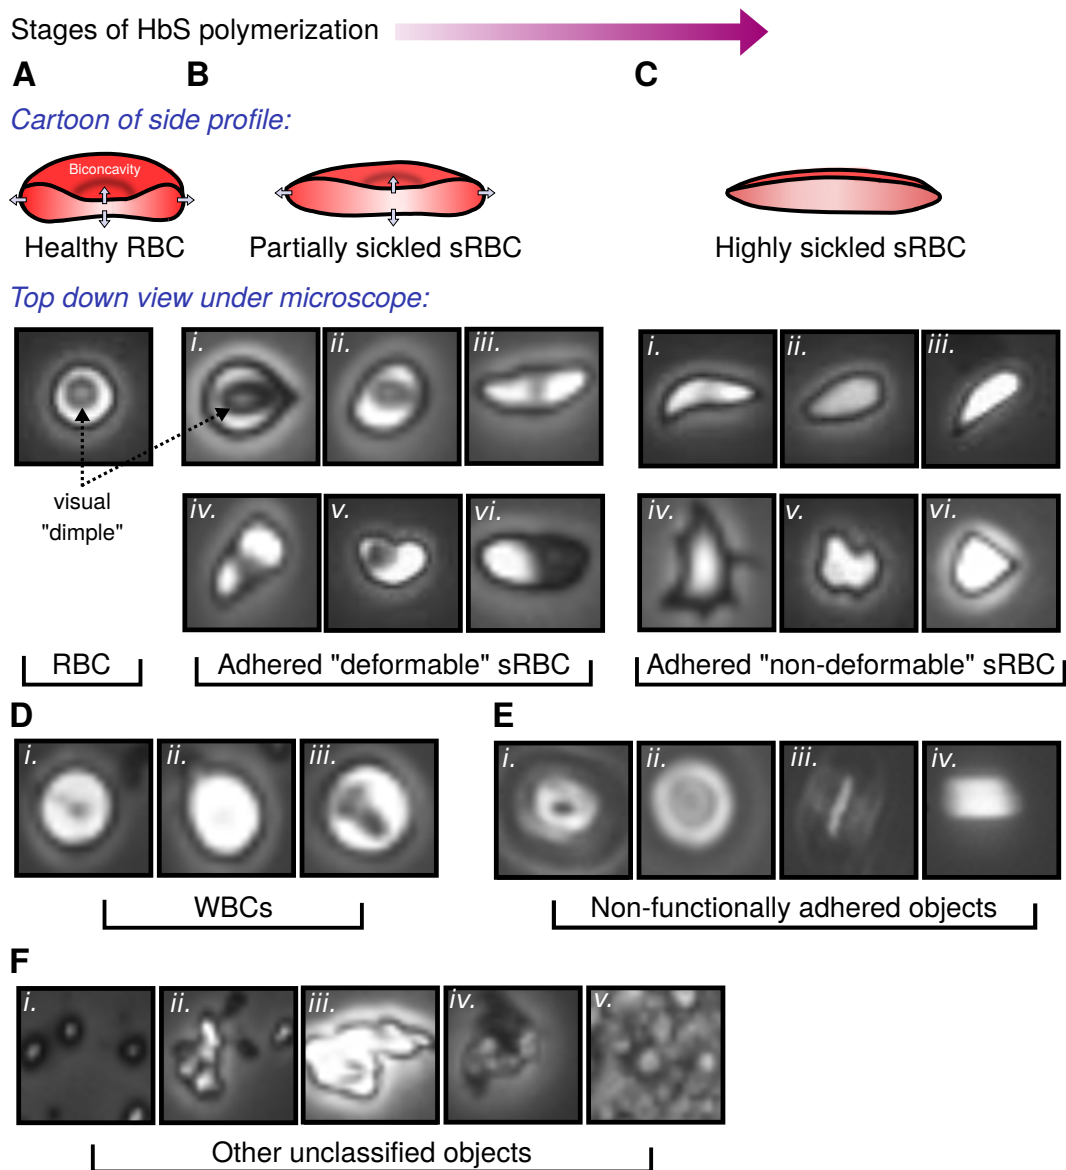 Stages of HbS polymerization
A
B
C
Cartoon of side profile:
Biconcavity
Healthy RBC
Partially sickled sRBC
Highly sickled sRBC
Top down view under microscope:
i.
ii.
iii.
i.
ii.
iii.
visual
"dimple"
iv.
v.
vi.
iv.
v.
vi.
RBC
Adhered "deformable" sRBC
Adhered "non-deformable" sRBC
D
E
i.
ii.
iii.
i.
ii.
iii.
iv.
WBCs
Non-functionally adhered objects
F
i.
ii.
iii.
iv.
v.
Other unclassified objects